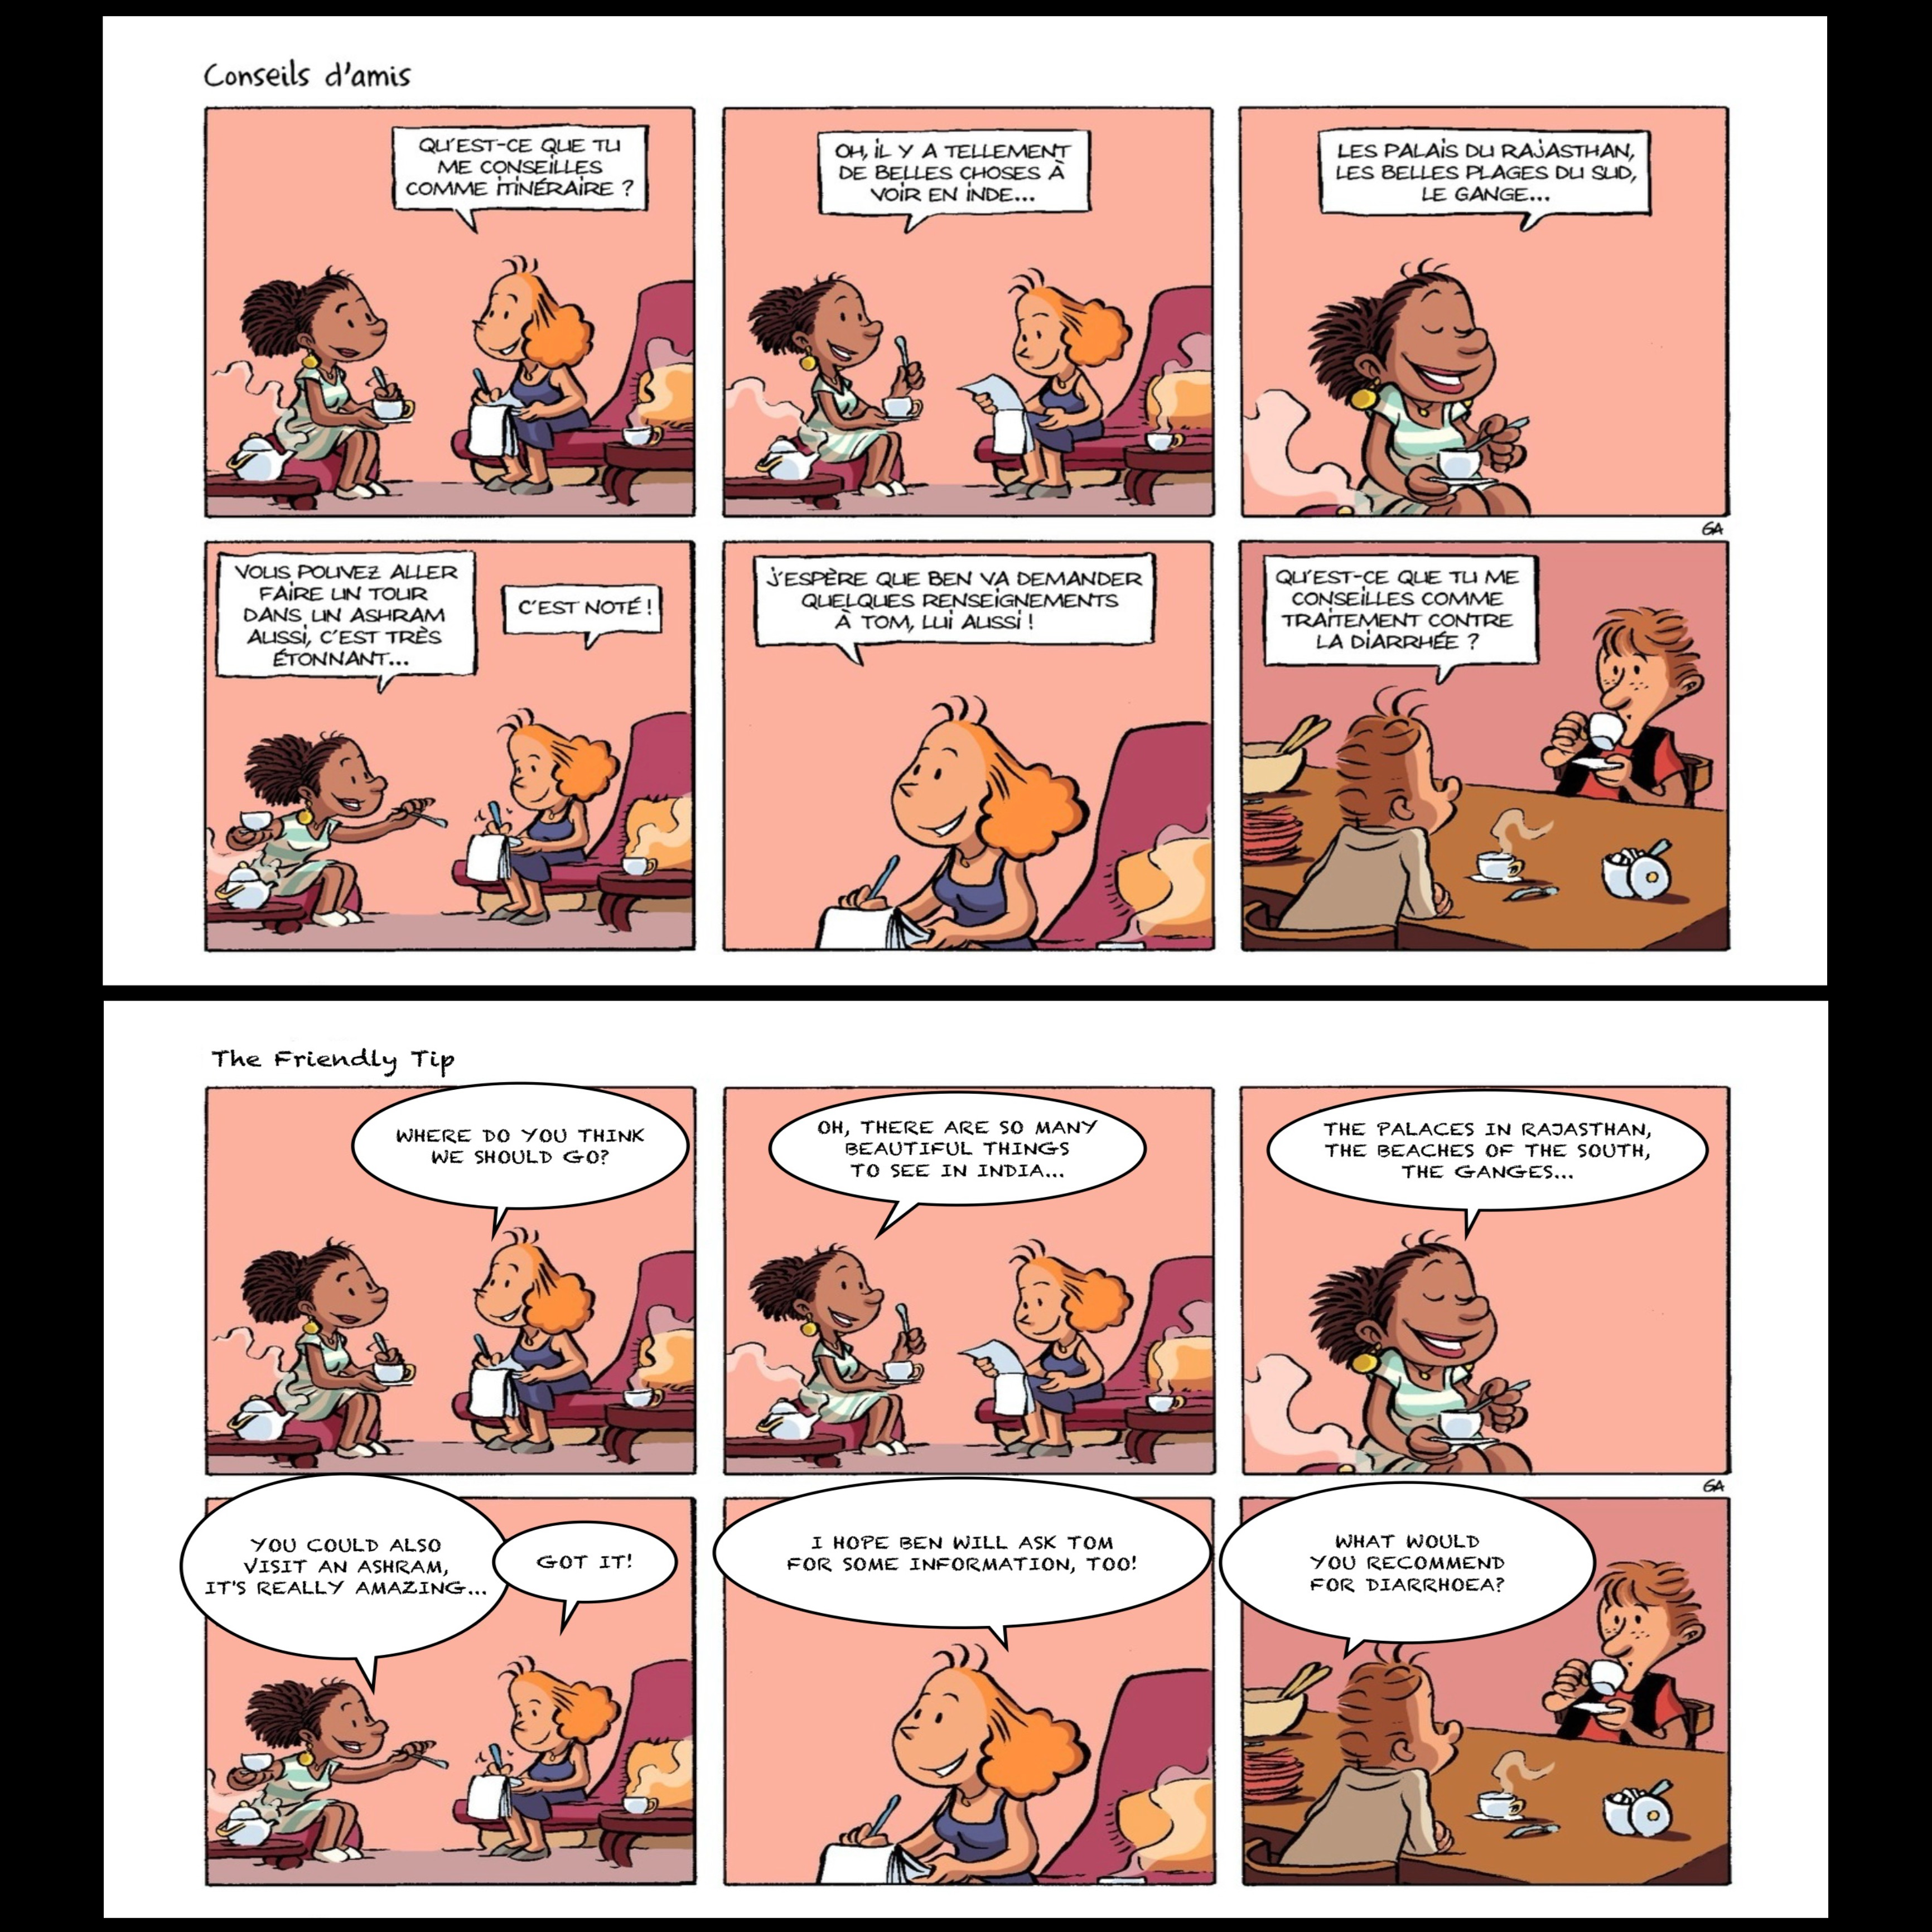 Conseils d'amis
QU'EST-CE QUE TU
ME CONSEILLES
COMME ITINÉRAIRE ?
OH, IL Y A TELLEMENT
DE BELLES CHOSES À
VOIR EN INDE...
LES PALAIS DU RAJASTHAN,
LES BELLES PLAGES DU SUD,
LE GANGE...
GA
VOUS POUVEZ ALLER
FAIRE UN TOUR
DANS UN ASHRAM
AUSSI, C'EST TRÈS
ÉTONNANT...
C'EST NOTÉ !
J'ESPÈRE QUE BEN VA DEMANDER
QUELQUES RENSEIGNEMENTS
À TOM, LUI AUSSI !
QU'EST-CE QUE TU ME
CONSEILLES COMME
TRAITEMENT CONTRE
LA DIARRHÉE ?
The Friendly Tip
WHERE DO YOU THINK
WE SHOULD GO?
OH, THERE ARE SO MANY
BEAUTIFUL THINGS
TO SEE IN INDIA...
THE PALACES IN RAJASTHAN,
THE BEACHES OF THE SOUTH,
THE GANGES...
GA
YOU COULD ALSO
VISIT AN ASHRAM,
IT'S REALLY AMAZING...
GOT IT!
I HOPE BEN WILL ASK TOM
FOR SOME INFORMATION, TOO!
WHAT WOULD
YOU RECOMMEND
FOR DIARRHOEA?